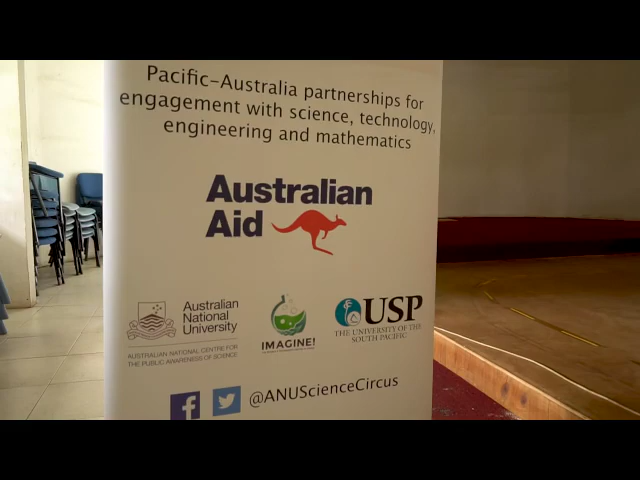 Pacific–Australia partnerships for
engagement with science, technology,
engineering and mathematics
Australian
Aid
Australian
National
University
AUSTRALIAN NATIONAL CENTRE FOR
THE PUBLIC AWARENESS OF SCIENCE
IMAGINE!
USP
THE UNIVERSITY OF THE
SOUTH PACIFIC
@ANUScienceCircus